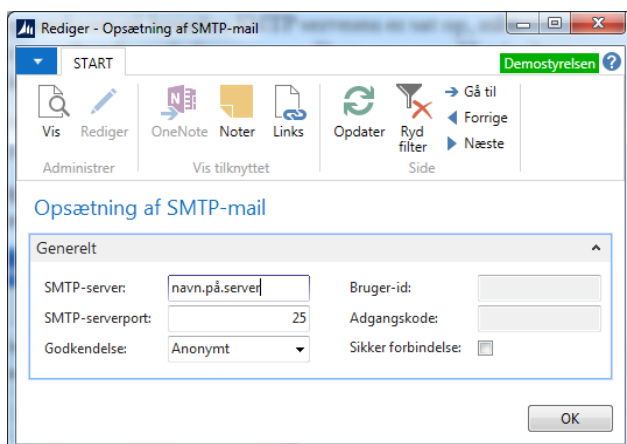 Rediger - Opsætning af SMTP-mail
START
Demostyrelsen
Vis
Rediger
OneNote
Noter
Links
Opdater
Ryd
filter
Gå til
Forrige
Næste
Administrer
Vis tilknyttet
Side
Opsætning af SMTP-mail
Generelt
SMTP-server: navn.på.server
Bruger-id:
SMTP-serverport: 25
Adgangskode:
Godkendelse: Anonymt
Sikker forbindelse:
OK